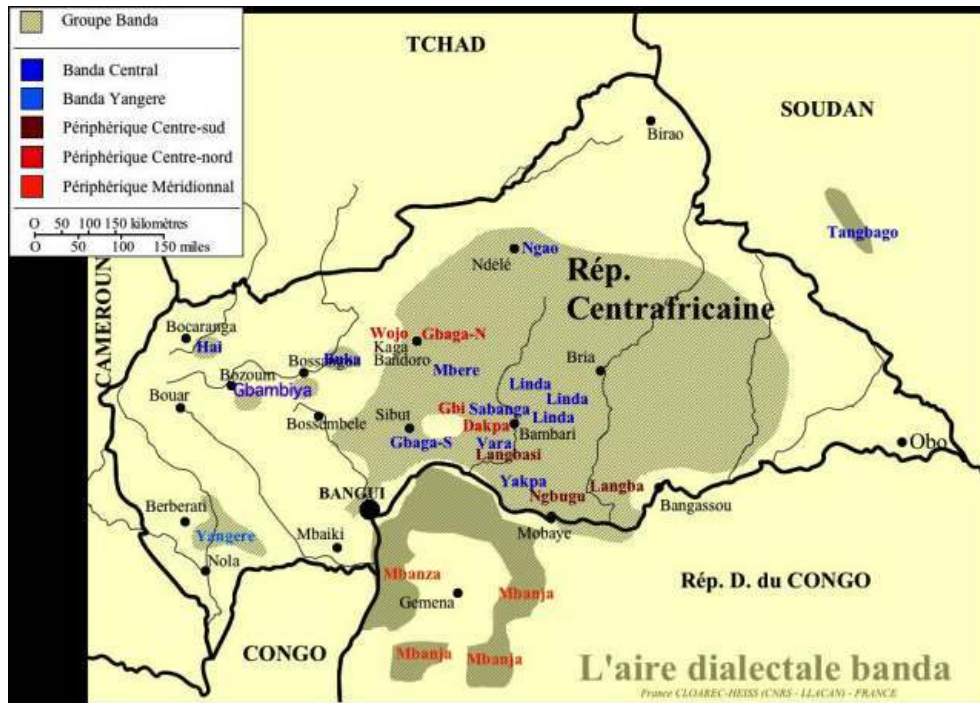 Groupe Banda
Banda Central
Banda Yangere
Périphérique Centre-sud
Périphérique Centre-nord
Périphérique Méridionnal
O 50 100 150 kilomètres
O 50 100 150 miles
TCHAD
SOUDAN
Birao
Tangbago
Ngao
Ndelé
Rép.
Centrafricaine
CAMEROUN
Bocaranga
Hai
Wojo
Gbaga-N
Kaga
Bandoro
Buka
Mbere
Bria
Bozoum
Gbambiya
Linda
Linda
Linda
Bouar
Bossembele
Sibut
Gbi
Sabanga
Dakpa
Bambari
Gbaga-S
Vara
Langbasi
Obo
Yakpa
Langba
Ngbugu
Bangassou
BANGUI
Mobaye
Berberati
Yangere
Mbaiki
Nola
Mbanza
Gemena
Mbanja
Rép. D. du CONGO
CONGO
Mbanja
Mbanja
L'aire dialectale banda
France CLOAREC-HEISS (CNRS - LLACAN) - FRANCE